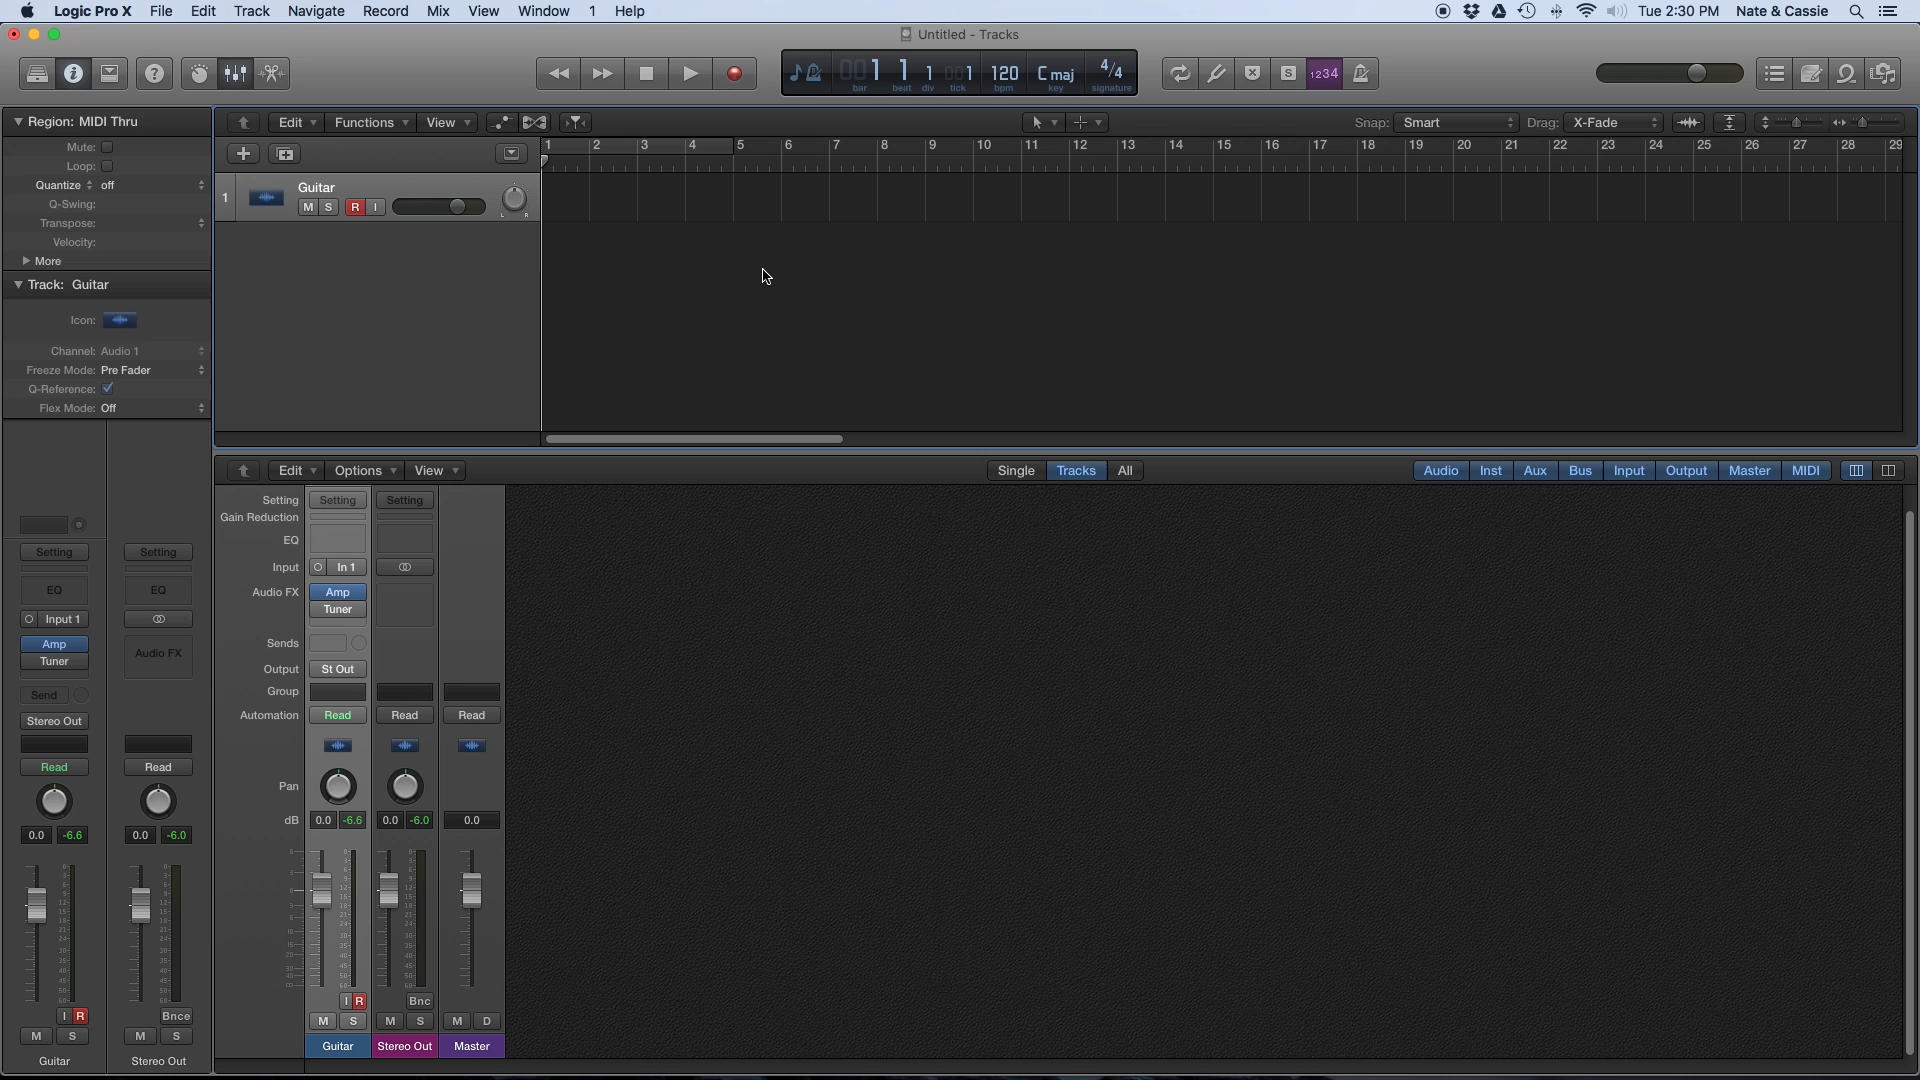 Logic Pro X File Edit Track Navigate Record Mix View Window 1 Help Tue 2:30 PM Nate & Cassie
Untitled - Tracks
001 1 1 001 120 C maj 4/4
bar beat div tick bpm key signature
S 1234
Region: MIDI Thru
Edit Functions View Snap: Smart Drag: X-Fade
Mute:
Loop:
Quantize off
Q-Swing:
Transpose:
Velocity:
More
1 2 3 4 5 6 7 8 9 10 11 12 13 14 15 16 17 18 19 20 21 22 23 24 25 26 27 28 29
1 Guitar
M S R I L R
Track: Guitar
Icon:
Channel: Audio 1
Freeze Mode: Pre Fader
Q-Reference:
Flex Mode: Off
Edit Options View Single Tracks All Audio Inst Aux Bus Input Output Master MIDI
Setting Setting
EQ EQ
Input 1
Amp
Tuner Audio FX
Send
Stereo Out
Read Read
0.0 -6.6 0.0 -6.0
I R Bnce
M S M S
Guitar Stereo Out
Setting Setting Setting
Gain Reduction
EQ
Input In 1
Audio FX Amp
Tuner
Sends
Output St Out
Group
Automation Read Read Read
Pan
dB 0.0 -6.6 0.0 -6.0 0.0
I R Bnc
M S M S M D
Guitar Stereo Out Master